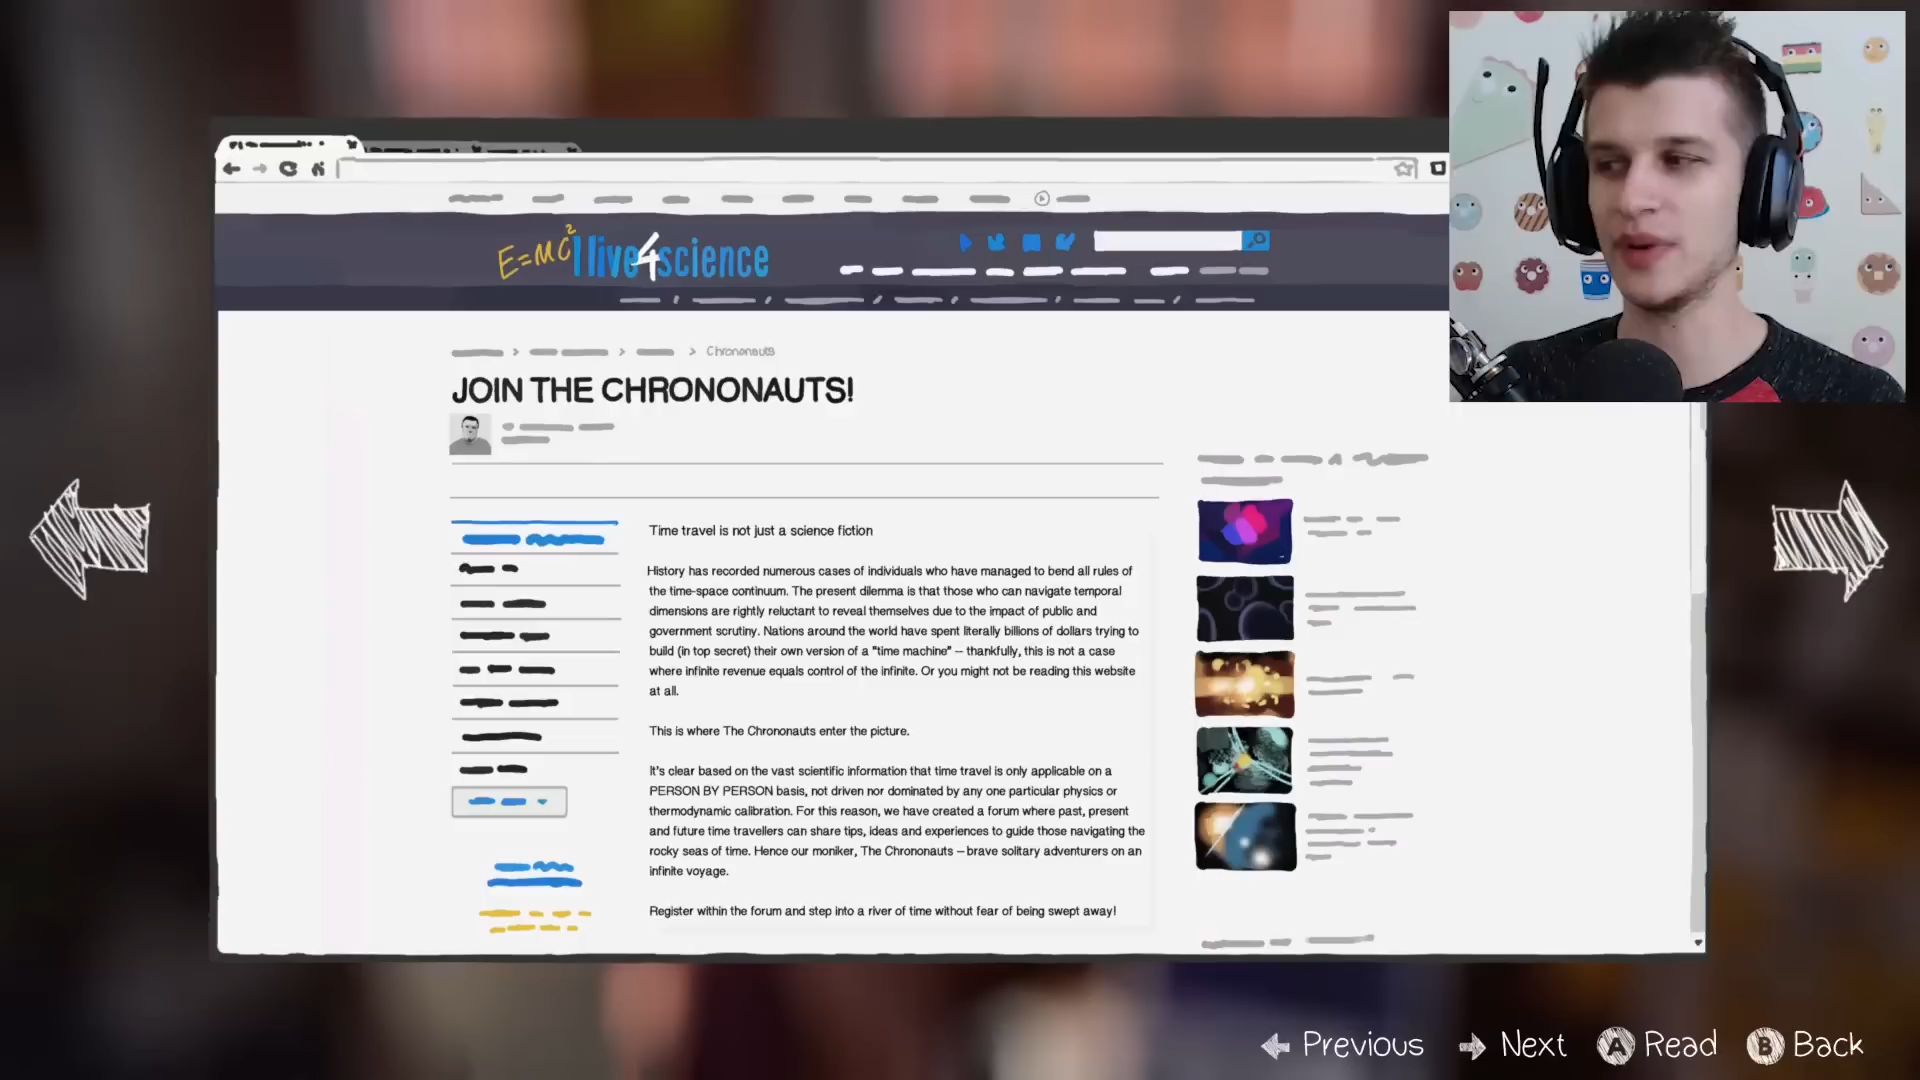 E=MC²
I live4science
Chrononauts
JOIN THE CHRONONAUTS!
Time travel is not just a science fiction
History has recorded numerous cases of individuals who have managed to bend all rules of
the time-space continuum. The present dilemma is that those who can navigate temporal
dimensions are rightly reluctant to reveal themselves due to the impact of public and
government scrutiny. Nations around the world have spent literally billions of dollars trying to
build (in top secret) their own version of a "time machine" – thankfully, this is not a case
where infinite revenue equals control of the infinite. Or you might not be reading this website
at all.
This is where The Chrononauts enter the picture.
It's clear based on the vast scientific information that time travel is only applicable on a
PERSON BY PERSON basis, not driven nor dominated by any one particular physics or
thermodynamic calibration. For this reason, we have created a forum where past, present
and future time travellers can share tips, ideas and experiences to guide those navigating the
rocky seas of time. Hence our moniker, The Chrononauts – brave solitary adventurers on an
infinite voyage.
Register within the forum and step into a river of time without fear of being swept away!
Previous Next A Read B Back